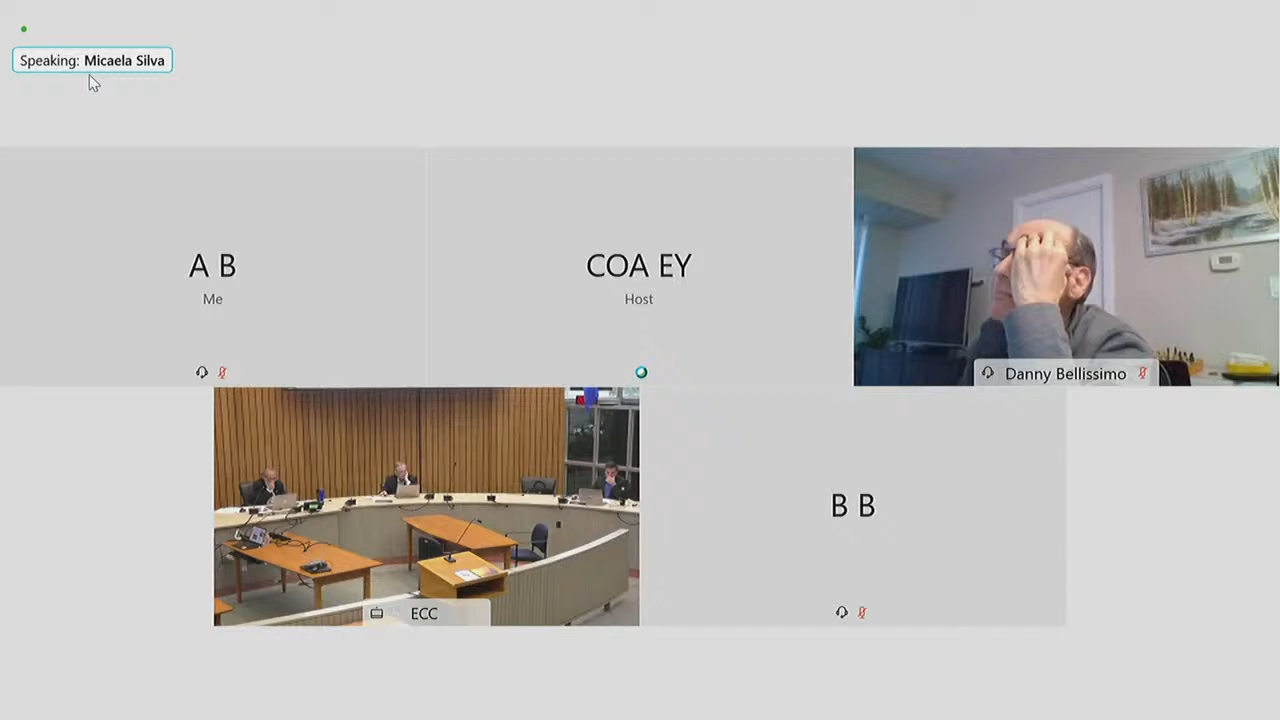 Speaking: Micaela Silva
A B
Me
COA EY
Host
Danny Bellissimo
ECC
B B